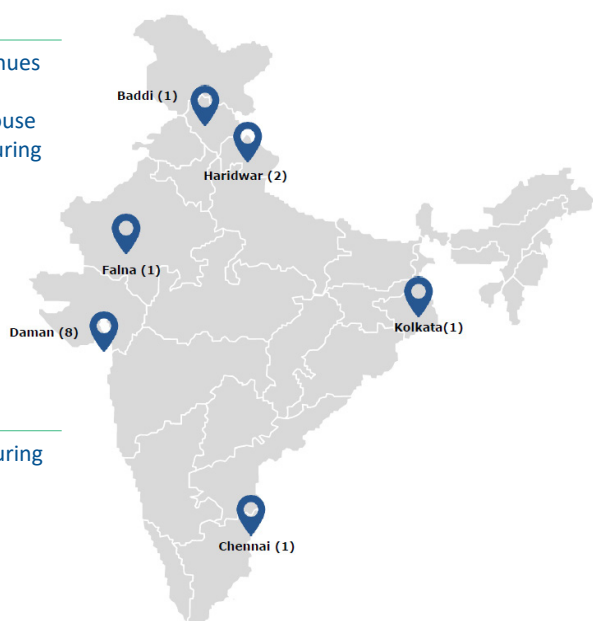 nues
ouse
uring
Baddi (1)
Haridwar (2)
Falna (1)
Daman (8)
Kolkata(1)
uring
Chennai (1)